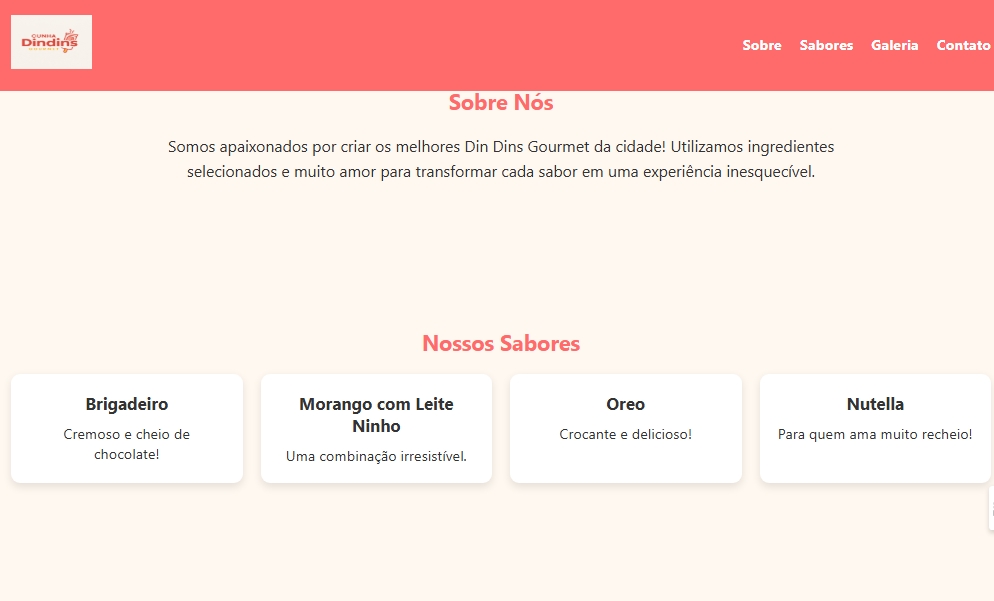 CUNHA
Dindins
GOURMET
Sobre Sabores Galeria Contato
Sobre Nós
Somos apaixonados por criar os melhores Din Dins Gourmet da cidade! Utilizamos ingredientes
selecionados e muito amor para transformar cada sabor em uma experiência inesquecível.
Nossos Sabores
Brigadeiro
Cremoso e cheio de
chocolate!
Morango com Leite
Ninho
Uma combinação irresistível.
Oreo
Crocante e delicioso!
Nutella
Para quem ama muito recheio!